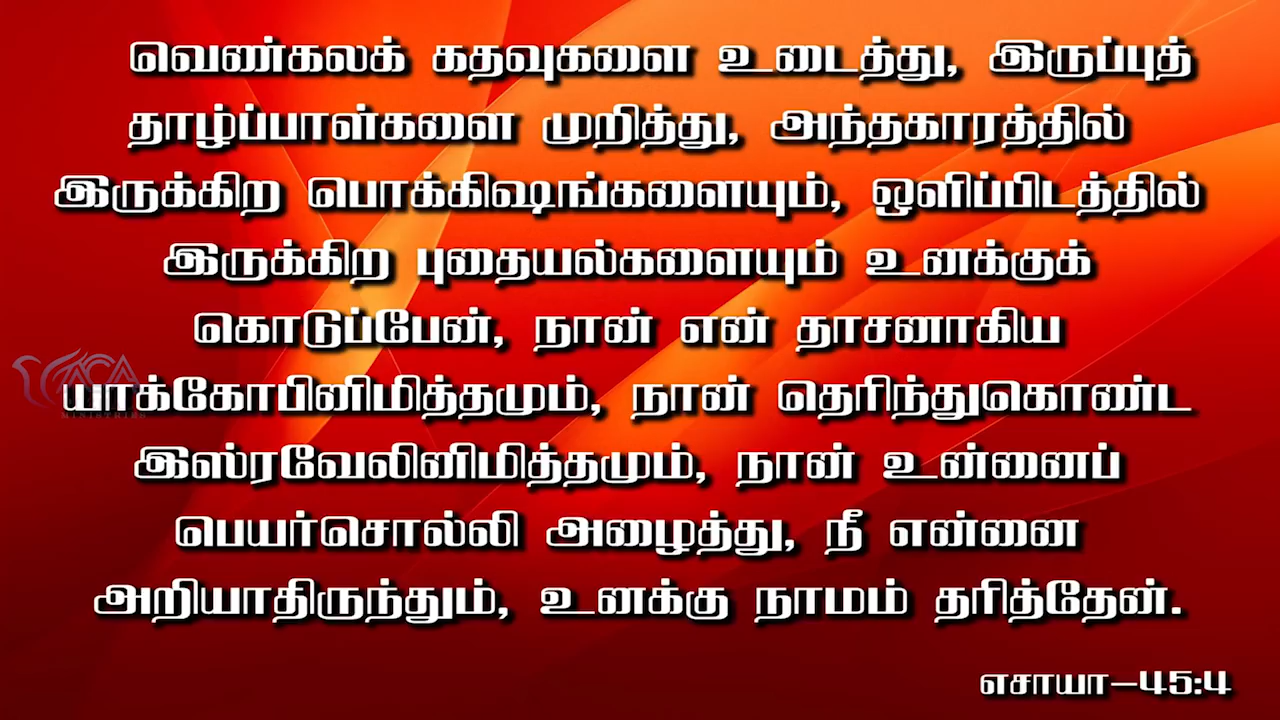 வெண்கலக் கதவுகளை உடைத்து, இருப்புத்
தாழ்ப்பாள்களை முறித்து, அந்தகாரத்தில்
இருக்கிற பொக்கிஷங்களையும், ஒளிப்பிடத்தில்
இருக்கிற புதையல்களையும் உனக்குக்
கொடுப்பேன், நான் என் தாசனாகிய
யாக்கோபினிமித்தமும், நான் தெரிந்துகொண்ட
இஸ்ரவேலினிமித்தமும், நான் உன்னைப்
பெயர்சொல்லி அழைத்து, நீ என்னை
அறியாதிருந்தும், உனக்கு நாமம் தரித்தேன்.
எசாயா-45:4
MINISTRIES